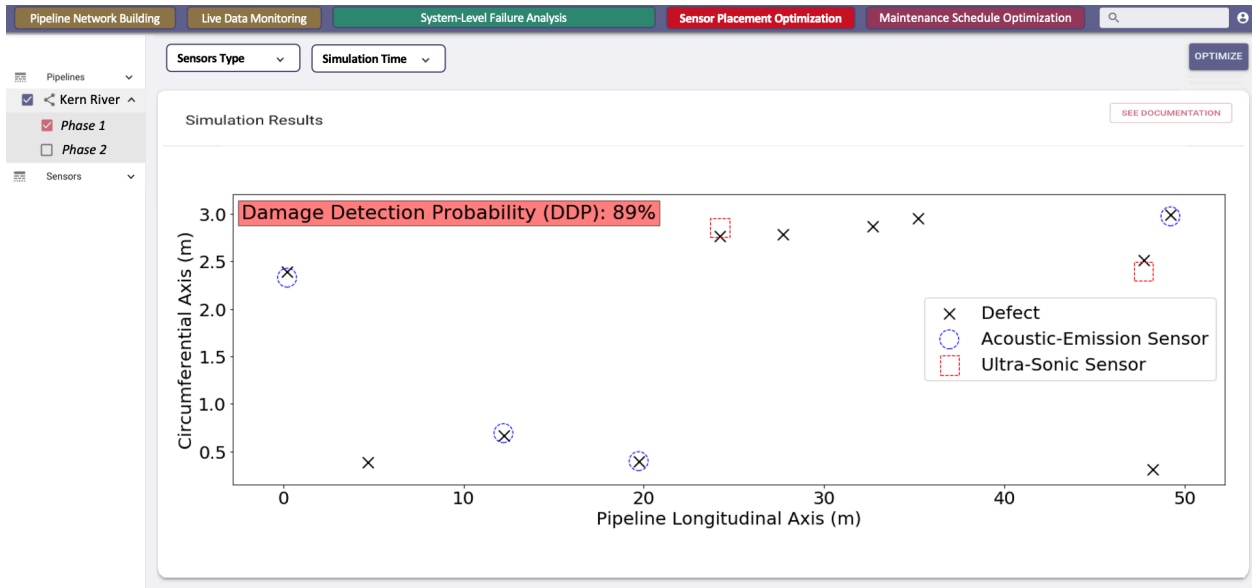 Pipeline Network Building Live Data Monitoring System-Level Failure Analysis Sensor Placement Optimization Maintenance Schedule Optimization
Sensors Type Simulation Time OPTIMIZE
Pipelines
Kern River
Phase 1
Phase 2
Sensors
Simulation Results SEE DOCUMENTATION
Damage Detection Probability (DDP): 89%
Circumferential Axis (m)
3.0
2.5
2.0
1.5
1.0
0.5
Defect
Acoustic-Emission Sensor
Ultra-Sonic Sensor
0 10 20 30 40 50
Pipeline Longitudinal Axis (m)